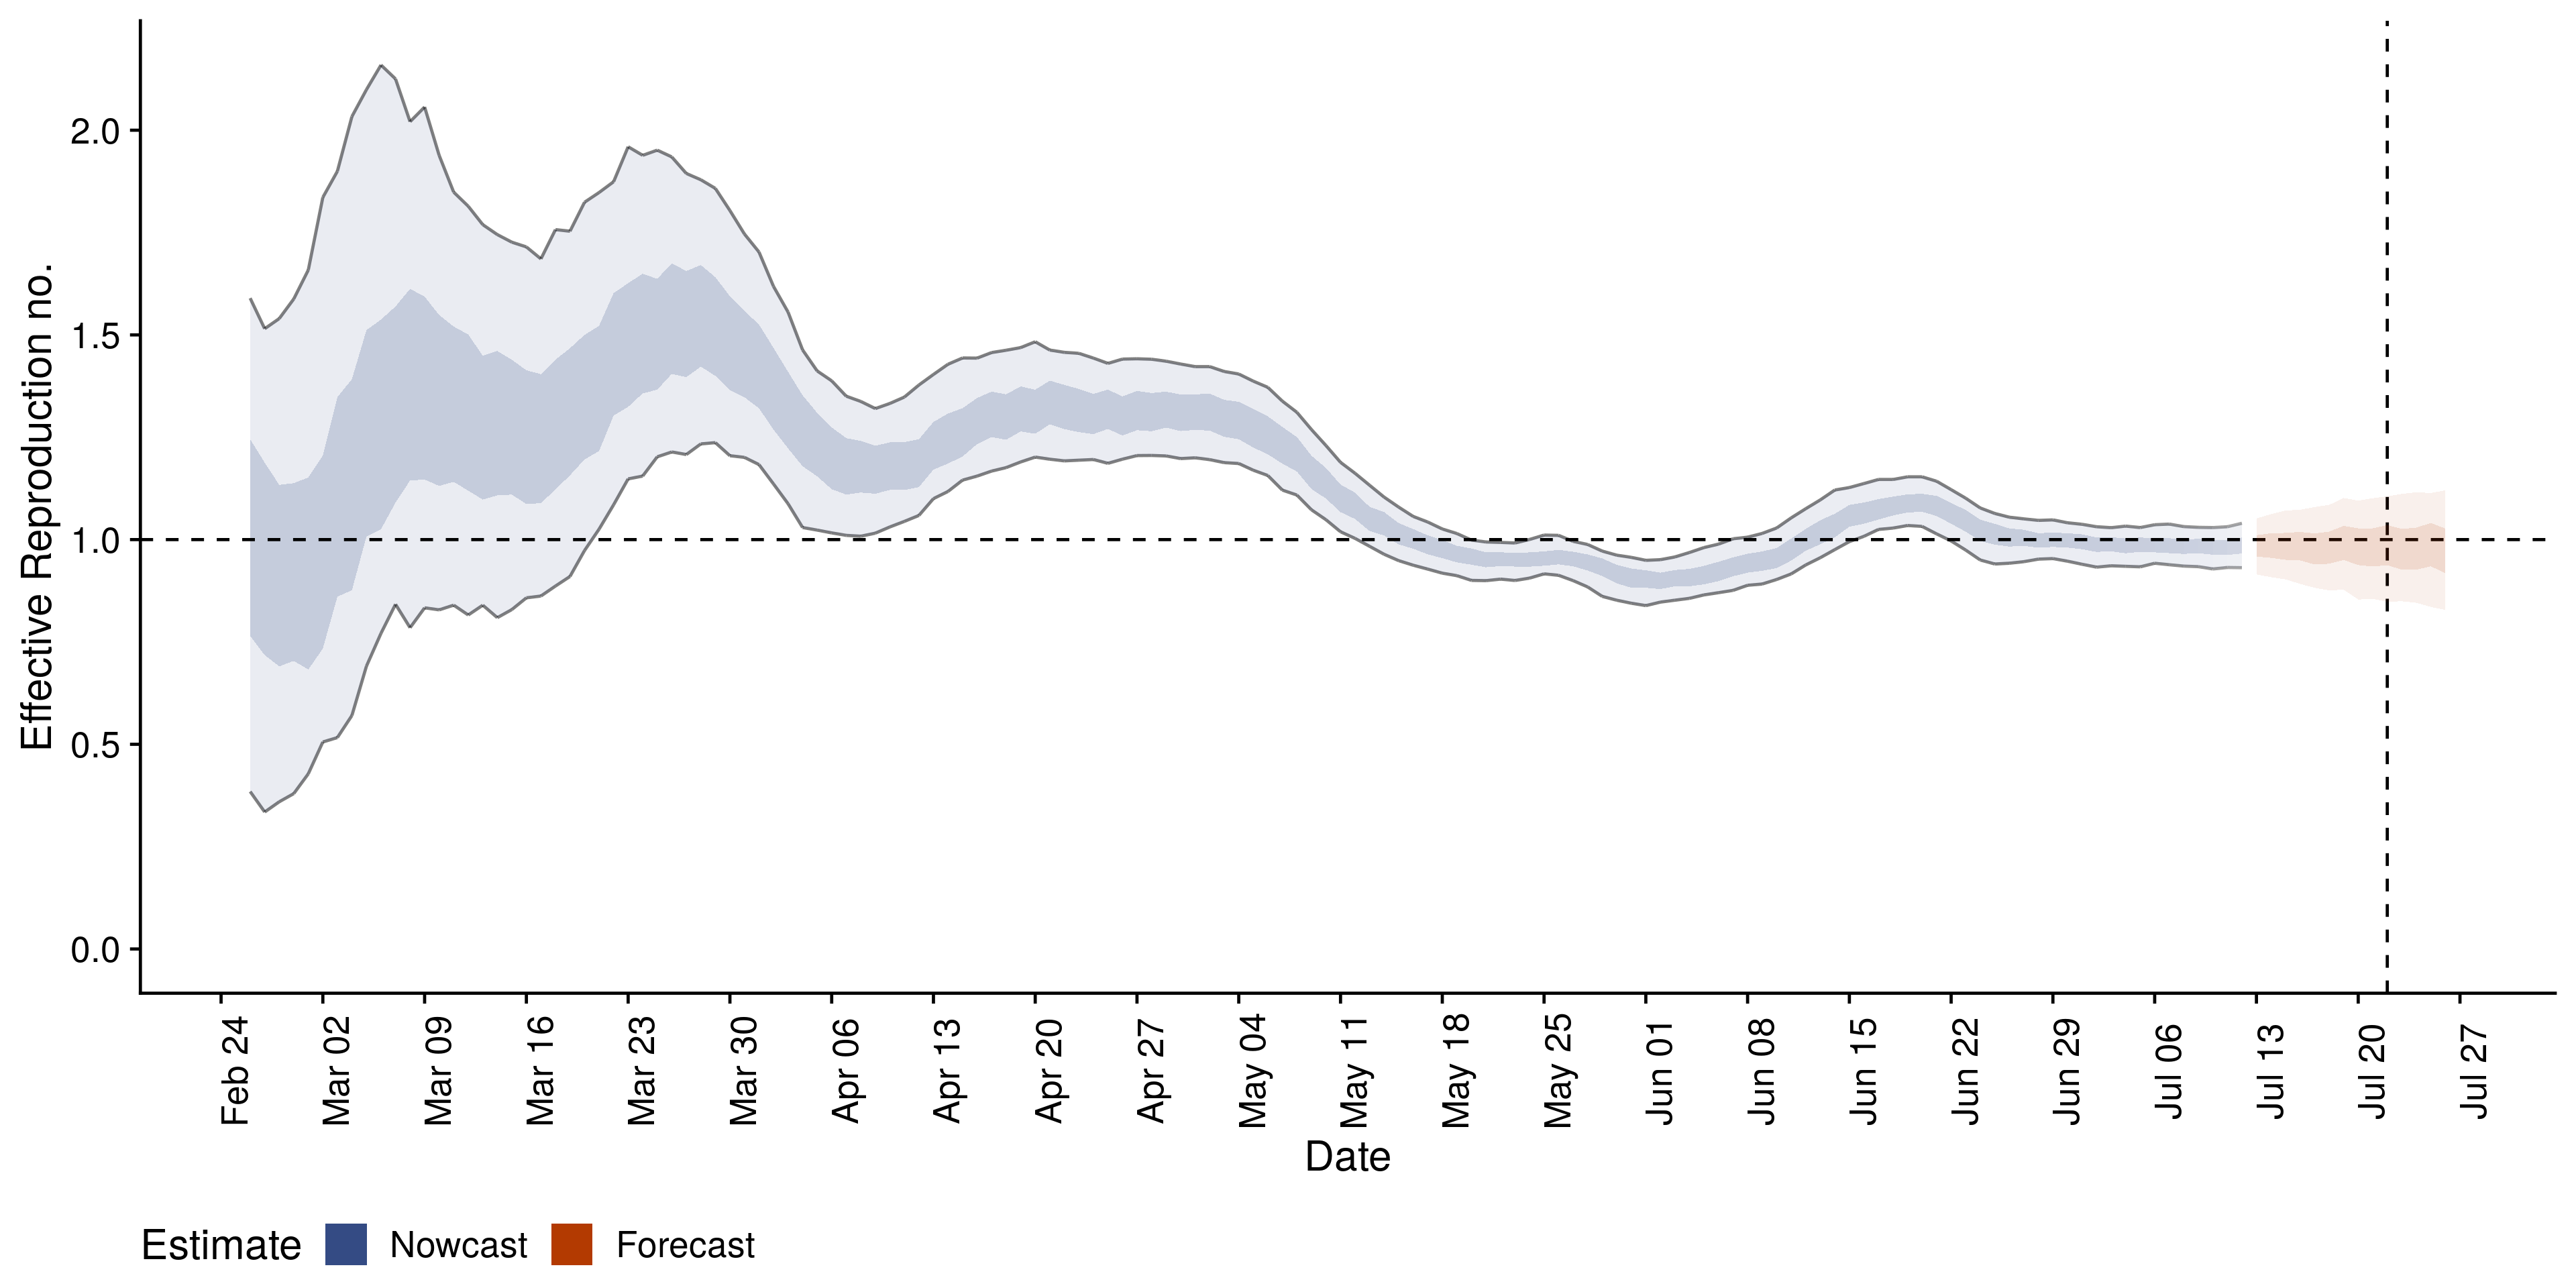 Effective Reproduction no.
2.0
1.5
1.0
0.5
0.0
Feb 24
Mar 02
Mar 09
Mar 16
Mar 23
Mar 30
Apr 06
Apr 13
Apr 20
Apr 27
May 04
May 11
May 18
May 25
Jun 01
Jun 08
Jun 15
Jun 22
Jun 29
Jul 06
Jul 13
Jul 20
Jul 27
Date
Estimate Nowcast Forecast